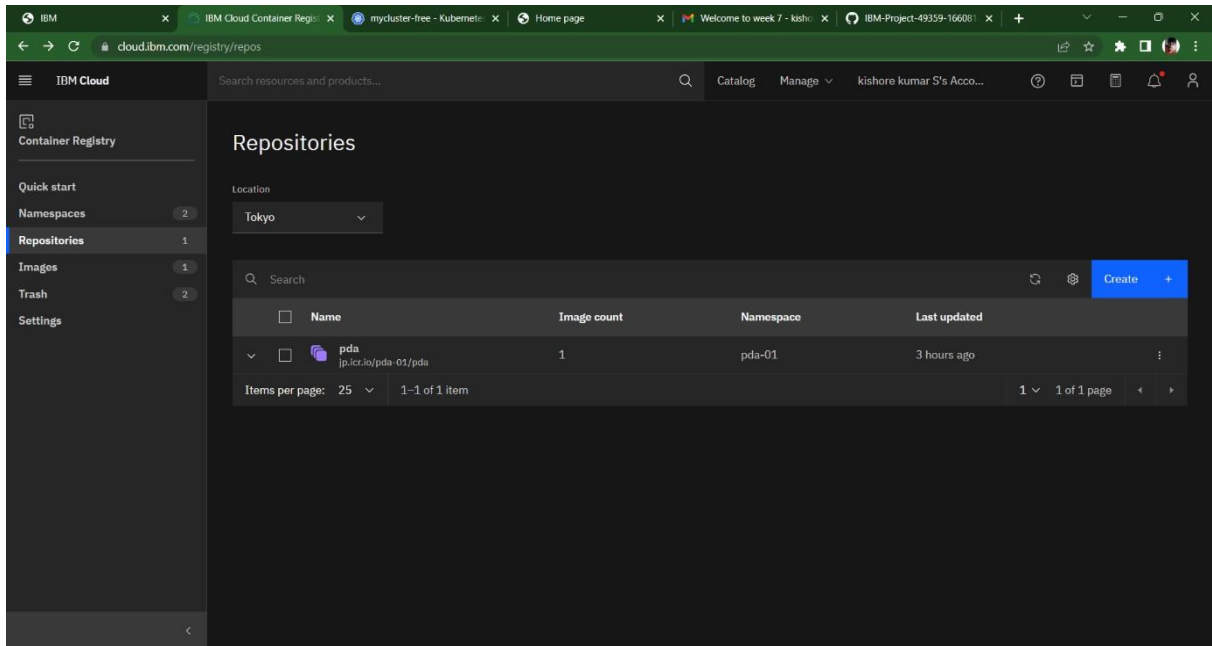 IBM
IBM Cloud Container Regist
mycluster-free - Kubernete
Home page
Welcome to week 7 - kisho
IBM-Project-49359-166081
cloud.ibm.com/registry/repos
IBM Cloud
Search resources and products...
Catalog
Manage
kishore kumar S's Acco...
Container Registry
Quick start
Namespaces 2
Repositories 1
Images 1
Trash 2
Settings
Repositories
Location
Tokyo
Search
Create +
Name Image count Namespace Last updated
pda 1 pda-01 3 hours ago
jp.icr.io/pda-01/pda
Items per page: 25 1–1 of 1 item 1 1 of 1 page